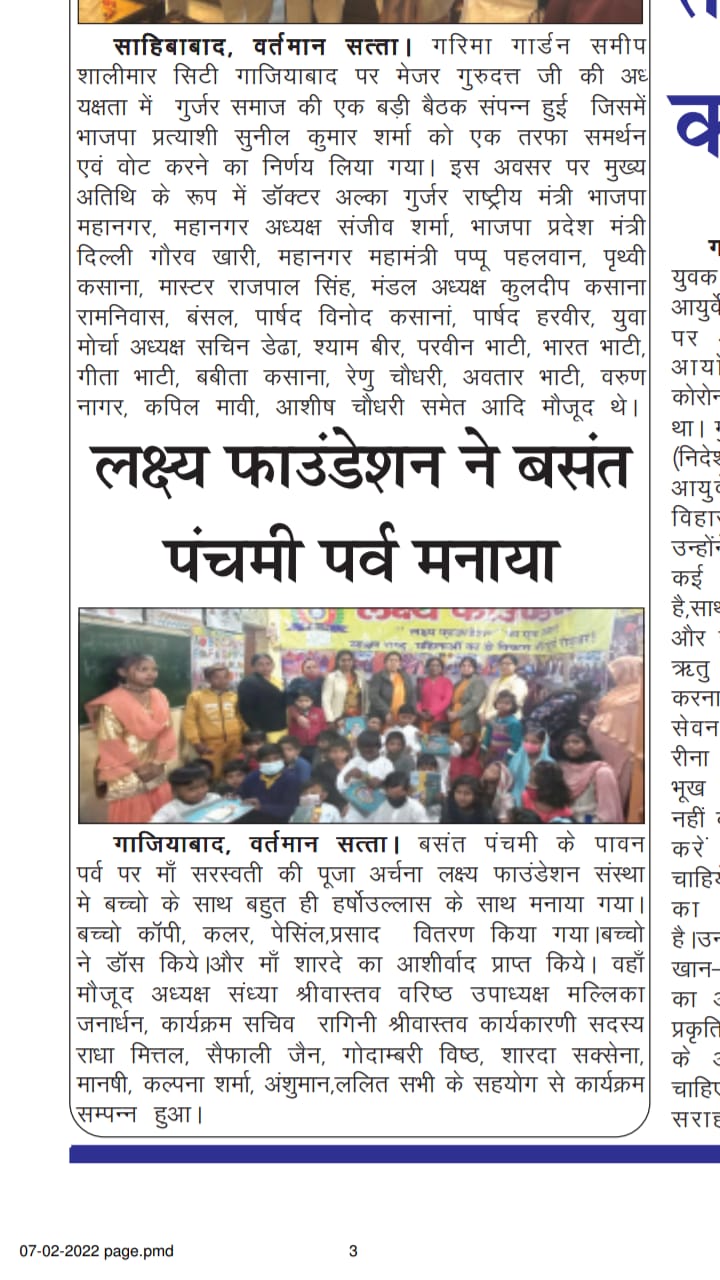 साहिबाबाद, वर्तमान सत्ता। गरिमा गार्डन समीप
शालीमार सिटी गाजियाबाद पर मेजर गुरुदत्त जी की अध
यक्षता में गुर्जर समाज की एक बड़ी बैठक संपन्न हुई जिसमें
भाजपा प्रत्याशी सुनील कुमार शर्मा को एक तरफा समर्थन
एवं वोट करने का निर्णय लिया गया। इस अवसर पर मुख्य
अतिथि के रूप में डॉक्टर अल्का गुर्जर राष्ट्रीय मंत्री भाजपा
महानगर, महानगर अध्यक्ष संजीव शर्मा, भाजपा प्रदेश मंत्री
दिल्ली गौरव खारी, महानगर महामंत्री पप्पू पहलवान, पृथ्वी
कसाना, मास्टर राजपाल सिंह, मंडल अध्यक्ष कुलदीप कसाना
रामनिवास, बंसल, पार्षद विनोद कसानां, पार्षद हरवीर, युवा
मोर्चा अध्यक्ष सचिन डेढा, श्याम बीर, परवीन भाटी, भारत भाटी,
गीता भाटी, बबीता कसाना, रेणु चौधरी, अवतार भाटी, वरुण
नागर, कपिल मावी, आशीष चौधरी समेत आदि मौजूद थे।
लक्ष्य फाउंडेशन ने बसंत
पंचमी पर्व मनाया
लक्ष्य फाउंडेशन
गाजियाबाद, वर्तमान सत्ता। बसंत पंचमी के पावन
पर्व पर माँ सरस्वती की पूजा अर्चना लक्ष्य फाउंडेशन संस्था
मे बच्चो के साथ बहुत ही हर्षोउल्लास के साथ मनाया गया।
बच्चो कॉपी, कलर, पेसिंल,प्रसाद वितरण किया गया।बच्चो
ने डॉस किये।और माँ शारदे का आशीर्वाद प्राप्त किये। वहाँ
मौजूद अध्यक्ष संध्या श्रीवास्तव वरिष्ठ उपाध्यक्ष मल्लिका
जनार्धन, कार्यक्रम सचिव रागिनी श्रीवास्तव कार्यकारणी सदस्य
राधा मित्तल, सैफाली जैन, गोदाम्बरी विष्ठ, शारदा सक्सेना,
मानषी, कल्पना शर्मा, अंशुमान,ललित सभी के सहयोग से कार्यक्रम
सम्पन्न हुआ।
युवक
पर
कोरोन
था।
(निदेश
विहार
उन्होंने
कई
है,साथ
और
ऋतु
करना
सेवन
रीना
भूख
नहीं
करें
चाहिये
का
है।उन
खान-
का
प्रकृति
के
चाहिए
सराह
07-02-2022 page.pmd 3